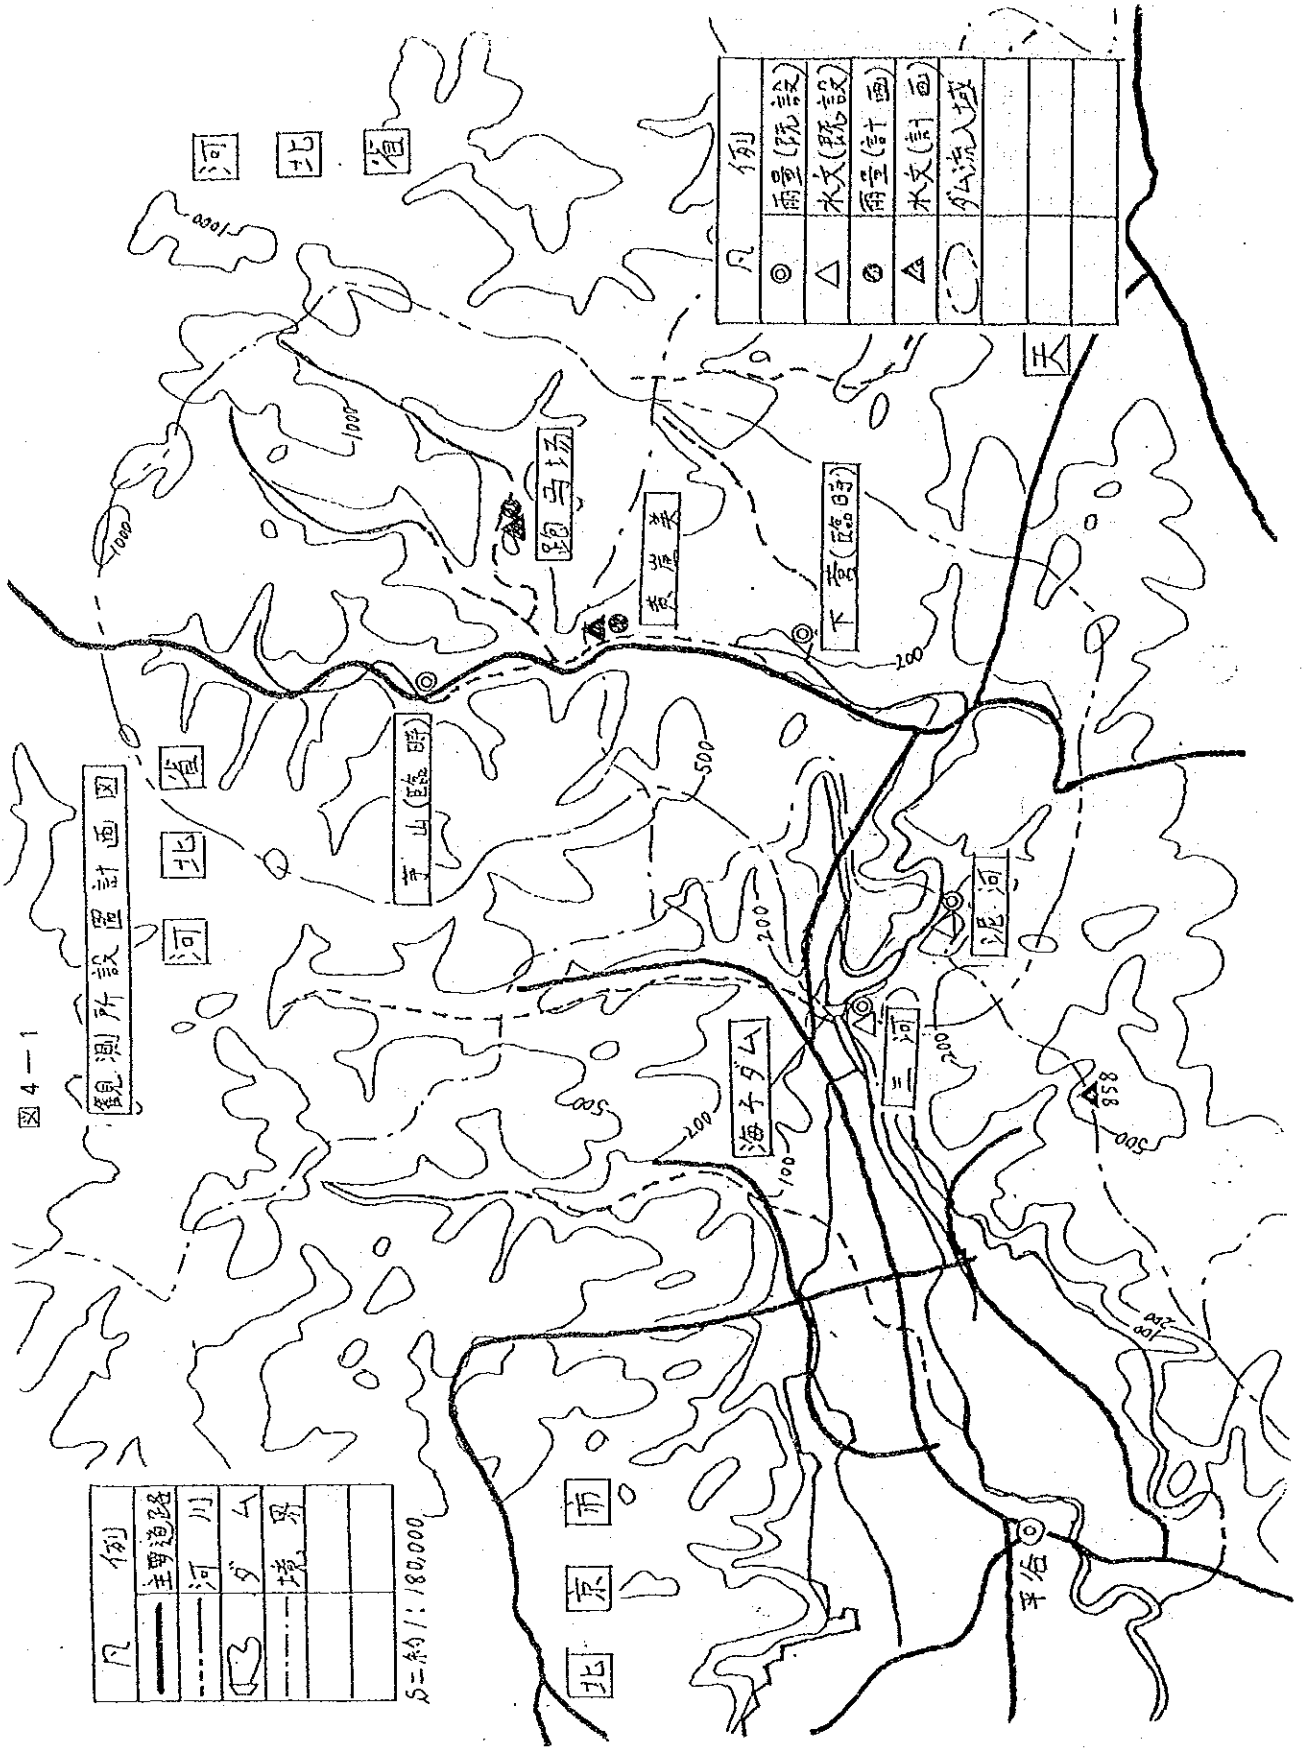 図4-1
観測所設置計画図
河北省
河北省
北京市
天
凡例
雨量(既設)
水文(既設)
雨量(計画)
水文(計画)
ダム流入域
凡例
主要道路
河川
ダム
境界
S=約1:180,000
跑马场
黄崖关
下营(臨時)
山(臨時)
海子ダム
三河
泥河
平谷
858
1000
1000
1000
500
500
500
200
200
200
200
200
100
100